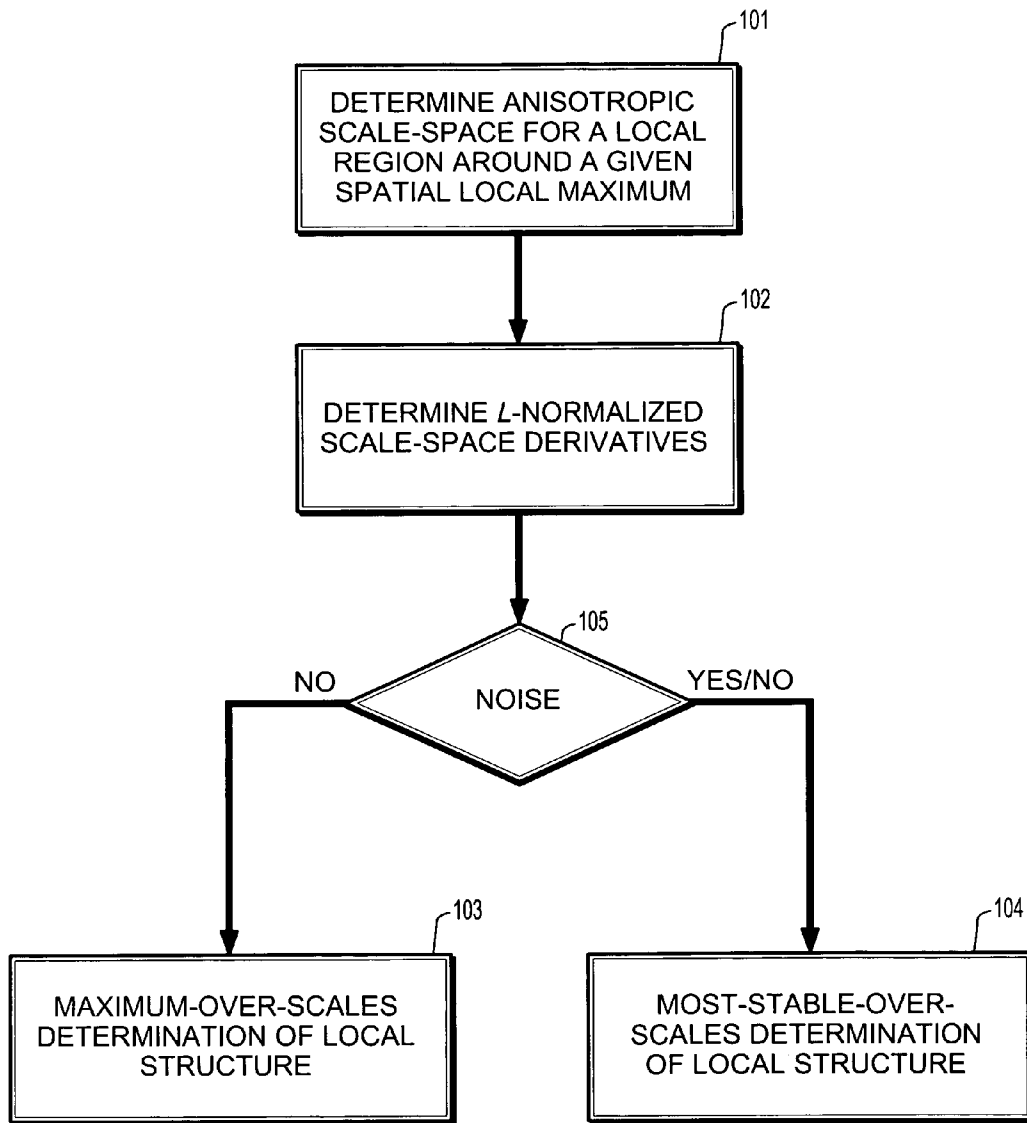 101
DETERMINE ANISOTROPIC
SCALE-SPACE FOR A LOCAL
REGION AROUND A GIVEN
SPATIAL LOCAL MAXIMUM
102
DETERMINE L-NORMALIZED
SCALE-SPACE DERIVATIVES
105
NO
NOISE
YES/NO
103
MAXIMUM-OVER-SCALES
DETERMINATION OF LOCAL
STRUCTURE
104
MOST-STABLE-OVER-
SCALES DETERMINATION
OF LOCAL STRUCTURE